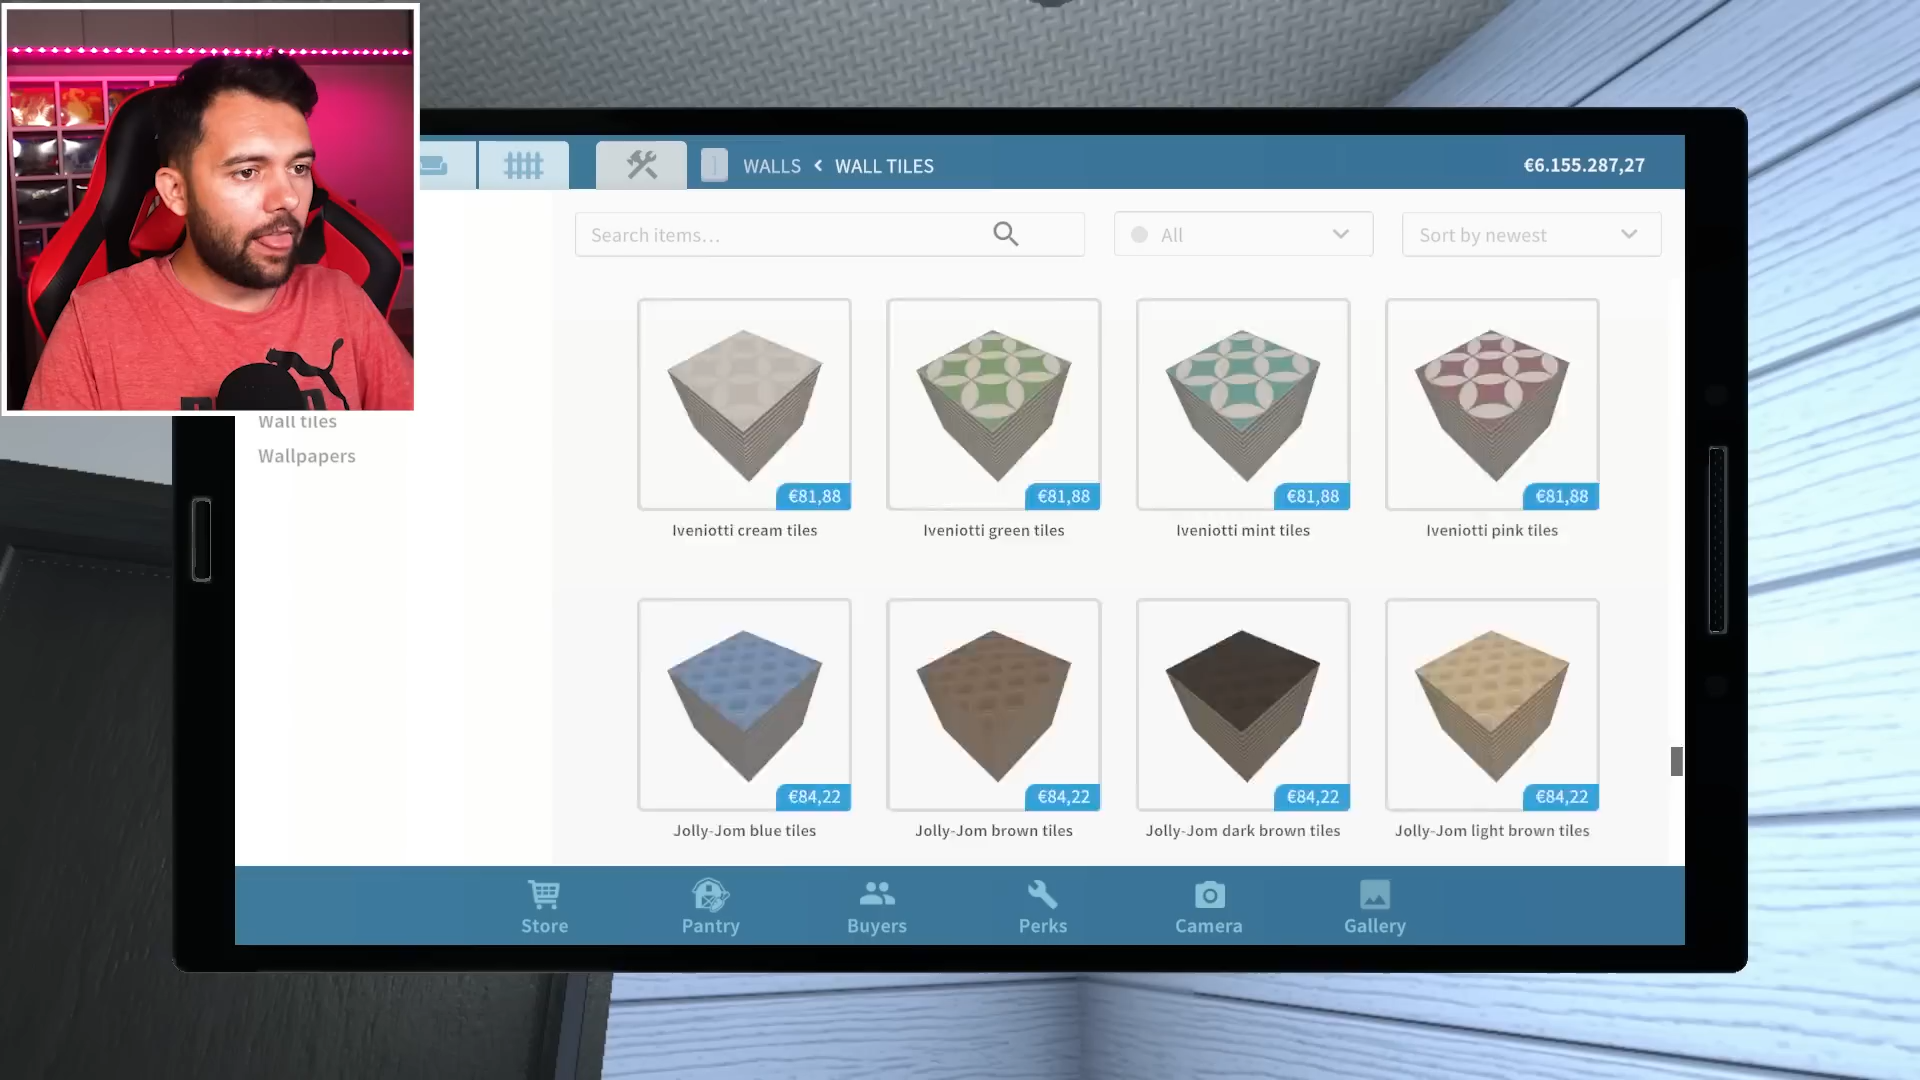 WALLS < WALL TILES
€6.155.287,27
Search items...
All
Sort by newest
Wall tiles
Wallpapers
€81,88
€81,88
€81,88
€81,88
Iveniotti cream tiles
Iveniotti green tiles
Iveniotti mint tiles
Iveniotti pink tiles
€84,22
€84,22
€84,22
€84,22
Jolly-Jom blue tiles
Jolly-Jom brown tiles
Jolly-Jom dark brown tiles
Jolly-Jom light brown tiles
Store
Pantry
Buyers
Perks
Camera
Gallery